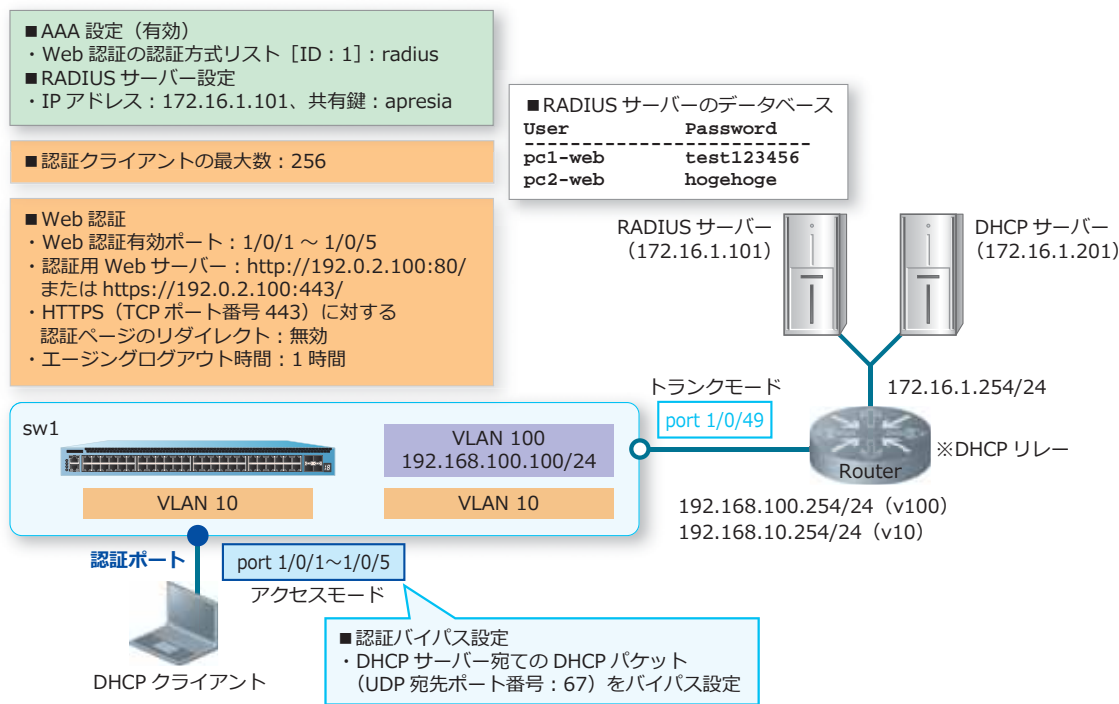 ■AAA 設定（有効）
・Web 認証の認証方式リスト［ID：1］：radius
■RADIUS サーバー設定
・IP アドレス：172.16.1.101、共有鍵：apresia
■認証クライアントの最大数：256
■Web 認証
・Web 認証有効ポート：1/0/1 ～ 1/0/5
・認証用 Web サーバー：http://192.0.2.100:80/
または https://192.0.2.100:443/
・HTTPS（TCP ポート番号 443）に対する
認証ページのリダイレクト：無効
・エージングログアウト時間：1 時間
■RADIUS サーバーのデータベース
User Password
-------------------------
pc1-web test123456
pc2-web hogehoge
RADIUS サーバー
（172.16.1.101）
DHCP サーバー
（172.16.1.201）
172.16.1.254/24
トランクモード
port 1/0/49
Router
※DHCP リレー
192.168.100.254/24（v100）
192.168.10.254/24（v10）
sw1
VLAN 100
192.168.100.100/24
VLAN 10
VLAN 10
認証ポート
port 1/0/1～1/0/5
アクセスモード
DHCP クライアント
■認証バイパス設定
・DHCP サーバー宛ての DHCP パケット
（UDP 宛先ポート番号：67）をバイパス設定